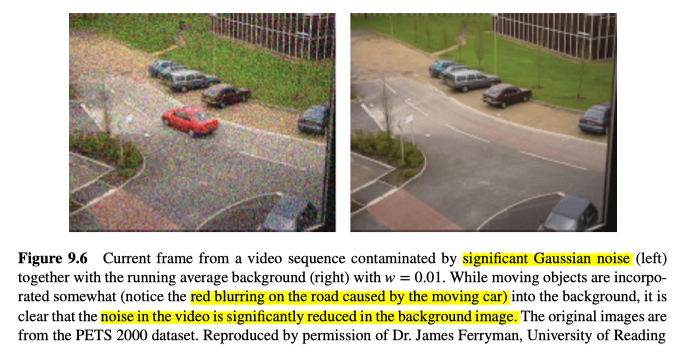 Figure 9.6 Current frame from a video sequence contaminated by significant Gaussian noise (left)
together with the running average background (right) with w = 0.01. While moving objects are incorpo-
rated somewhat (notice the red blurring on the road caused by the moving car) into the background, it is
clear that the noise in the video is significantly reduced in the background image. The original images are
from the PETS 2000 dataset. Reproduced by permission of Dr. James Ferryman, University of Reading